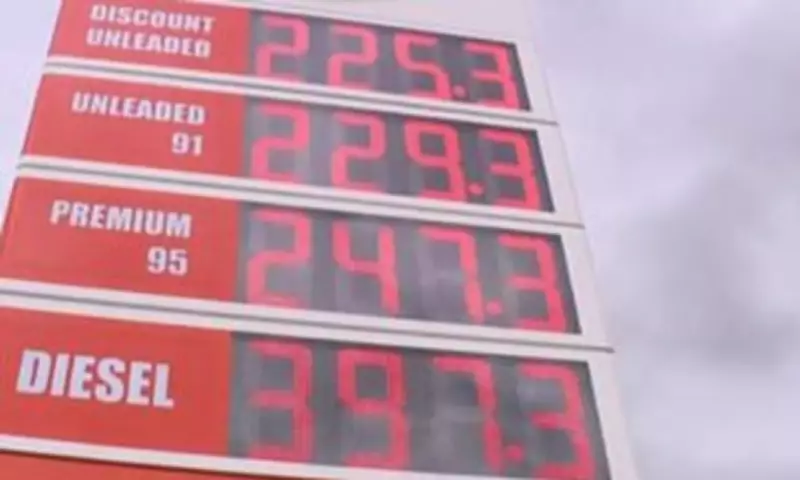 DISCOUNT
UNLEADED 225.3
UNLEADED
91 229.3
PREMIUM
95 247.3
DIESEL 397.3